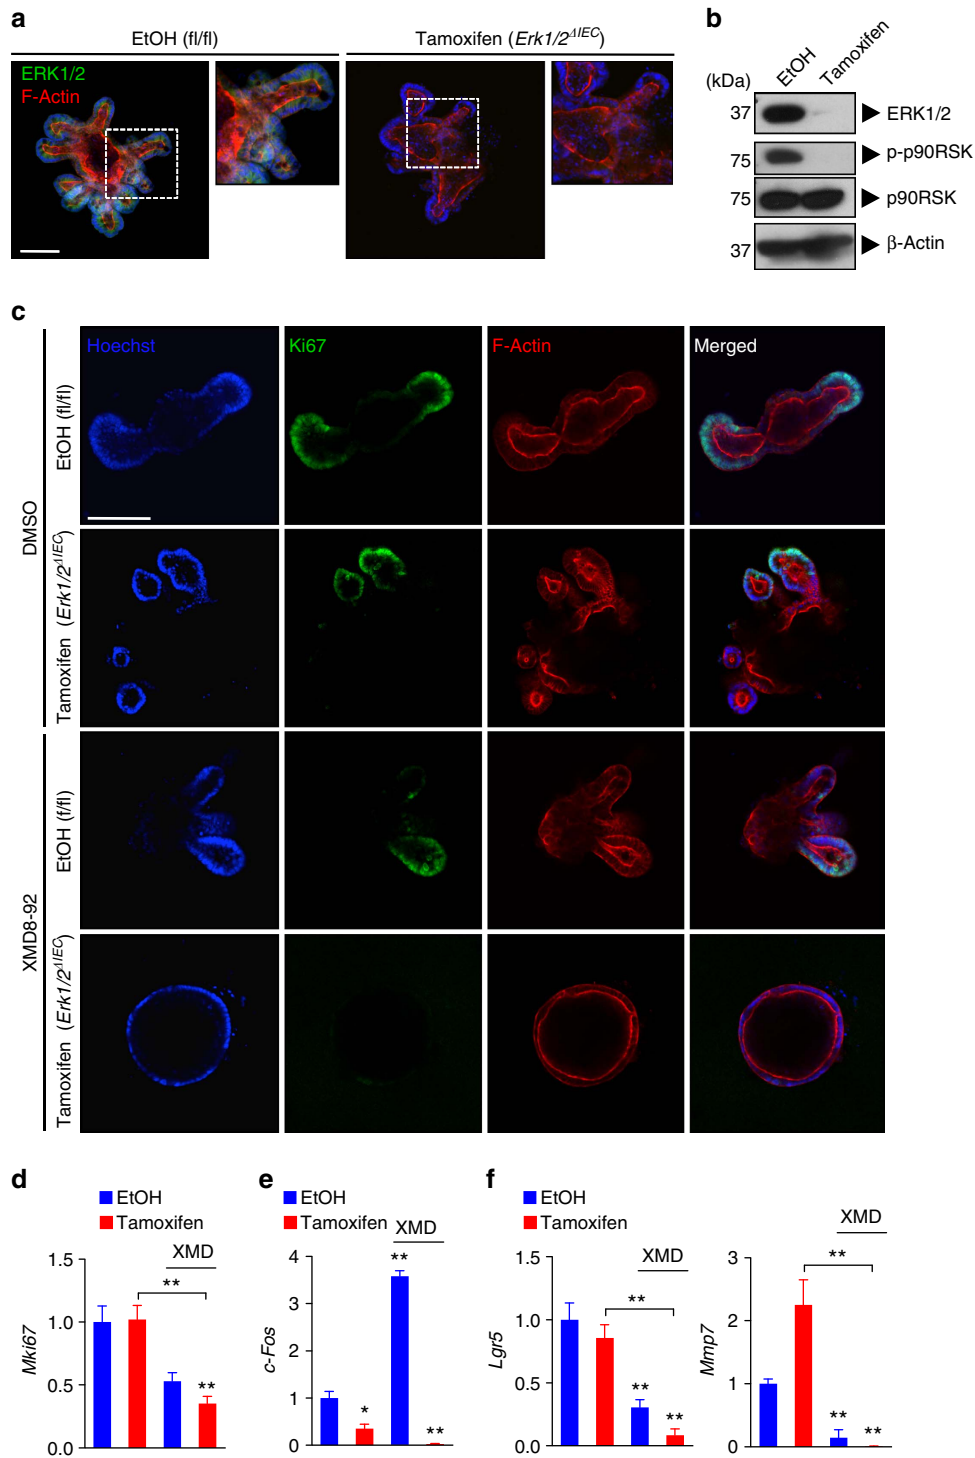 a
EtOH (fl/fl)
Tamoxifen (Erk1/2ΔIEC)
ERK1/2
F-Actin
b
(kDa)
EtOH
Tamoxifen
37
ERK1/2
75
p-p90RSK
75
p90RSK
37
β-Actin
c
Hoechst
Ki67
F-Actin
Merged
DMSO
EtOH (fl/fl)
Tamoxifen (Erk1/2ΔIEC)
XMD8-92
EtOH (f/fl)
Tamoxifen (Erk1/2ΔIEC)
d
EtOH
Tamoxifen
XMD
**
**
Mki67
1.5
1.0
0.5
0.0
e
EtOH
Tamoxifen
XMD
**
*
**
c-Fos
4
3
1
0
f
EtOH
Tamoxifen
XMD
**
**
**
Lgr5
1.5
1.0
0.5
0.0
XMD
**
**
**
Mmp7
3
2
1
0